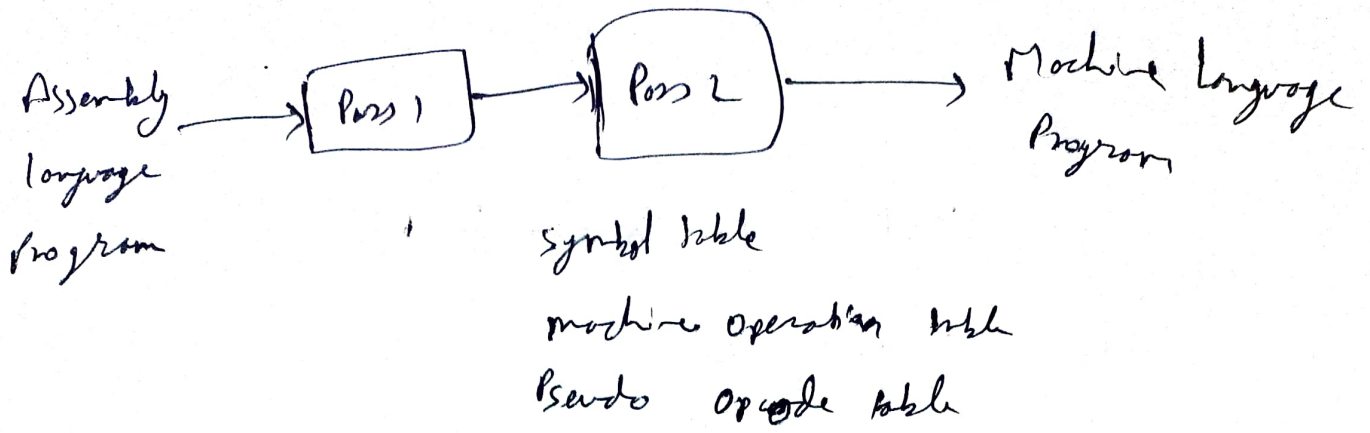 Assembly
language
Program
Pass 1
Pass 2
Machine Language
Program
Symbol table
machine operation table
Pseudo Opcode table